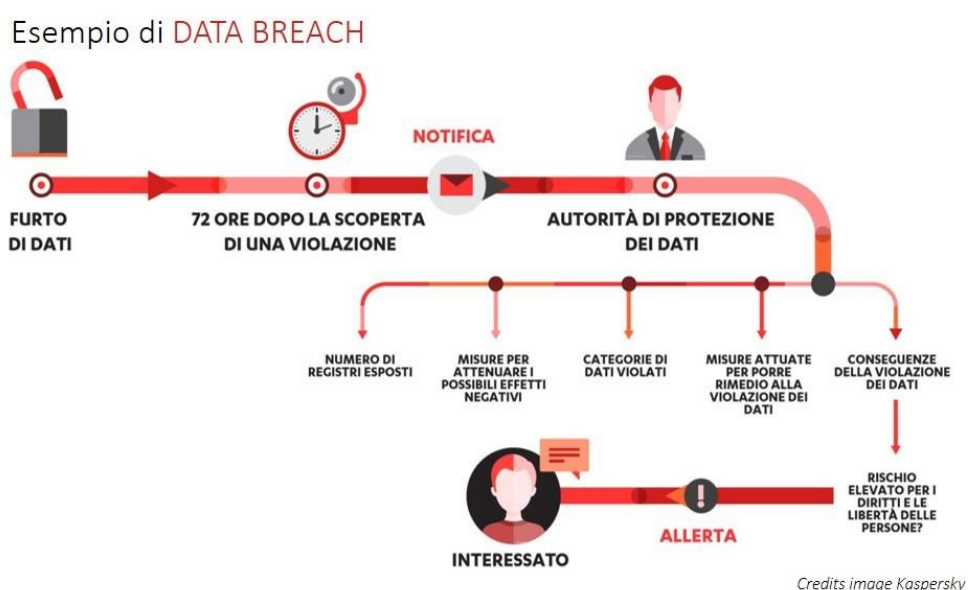 Esempio di DATA BREACH
NOTIFICA
FURTO
DI DATI
72 ORE DOPO LA SCOPERTA
DI UNA VIOLAZIONE
AUTORITÀ DI PROTEZIONE
DEI DATI
NUMERO DI
REGISTRI ESPOSTI
MISURE PER
ATTENUARE I
POSSIBILI EFFETTI
NEGATIVI
CATEGORIE DI
DATI VIOLATI
MISURE ATTUATE
PER PORRE
RIMEDIO ALLA
VIOLAZIONE DEI
DATI
CONSEGUENZE
DELLA VIOLAZIONE
DEI DATI
RISCHIO
ELEVATO PER I
DIRITTI E LE
LIBERTÀ DELLE
PERSONE?
ALLERTA
INTERESSATO
Credits image Kaspersky